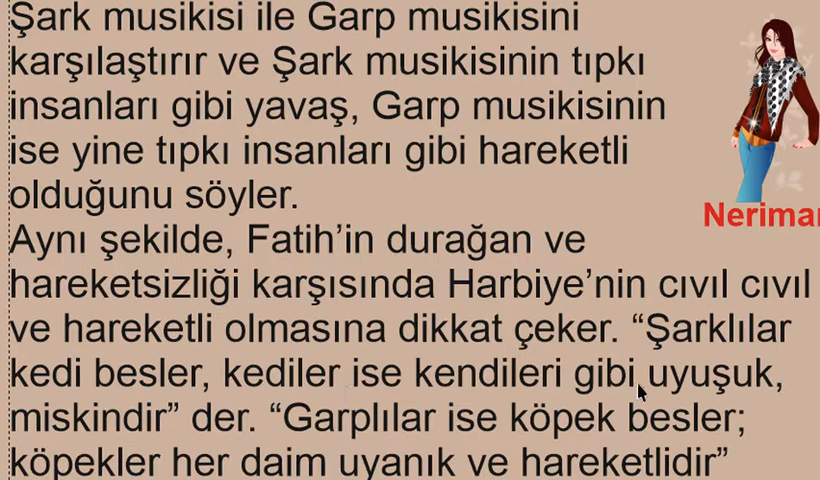 Şark musikisi ile Garp musikisini
karşılaştırır ve Şark musikisinin tıpkı
insanları gibi yavaş, Garp musikisinin
ise yine tıpkı insanları gibi hareketli
olduğunu söyler.
Neriman
Aynı şekilde, Fatih’in durağan ve
hareketsizliği karşısında Harbiye’nin cıvıl cıvıl
ve hareketli olmasına dikkat çeker. “Şarklılar
kedi besler, kediler ise kendileri gibi uyuşuk,
miskindir” der. “Garplılar ise köpek besler;
köpekler her daim uyanık ve hareketlidir”